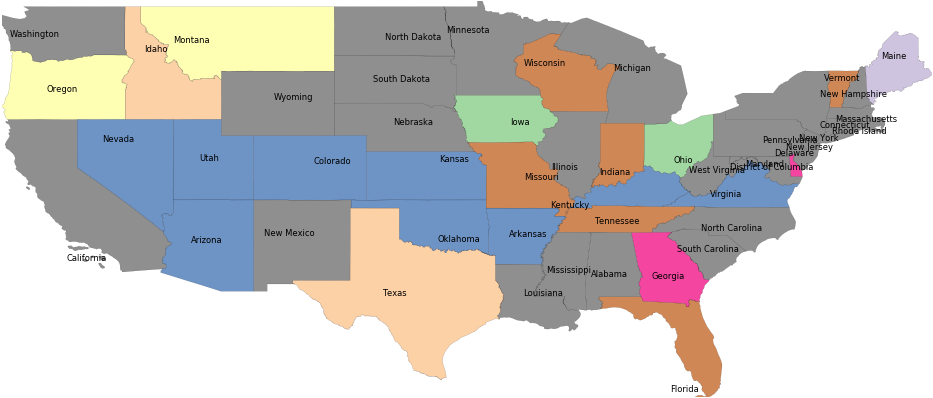 Washington
Idaho
Montana
North Dakota
Minnesota
Oregon
Wyoming
South Dakota
Wisconsin
Michigan
Maine
Vermont
New Hampshire
Massachusetts
Connecticut
Rhode Island
Nebraska
Iowa
Nevada
Utah
Colorado
Kansas
Missouri
Illinois
Indiana
Ohio
Pennsylvania
New York
New Jersey
Delaware
Maryland
District of Columbia
West Virginia
Virginia
Kentucky
California
Arizona
New Mexico
Oklahoma
Arkansas
Tennessee
North Carolina
South Carolina
Texas
Louisiana
Mississippi
Alabama
Georgia
Florida